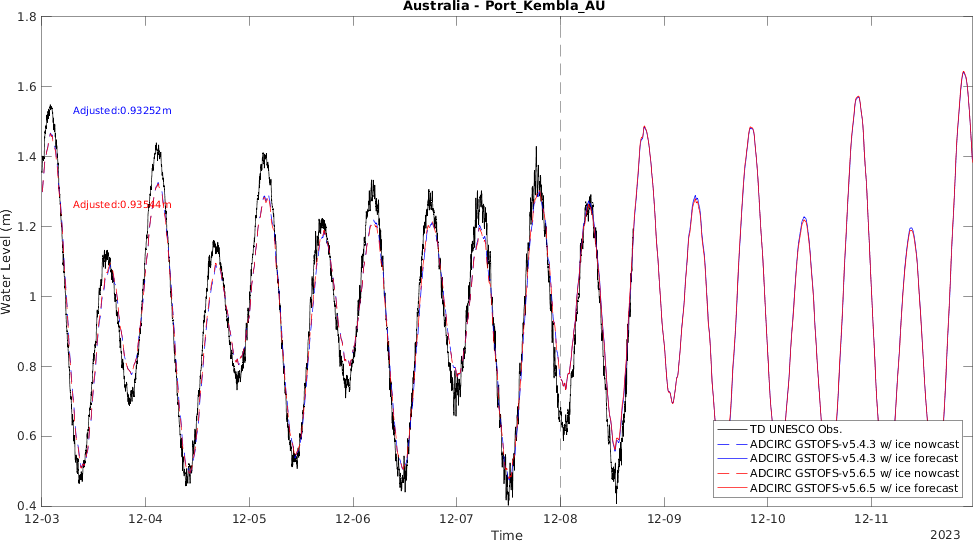 Australia - Port_Kembla_AU
1.8
1.6
1.4
1.2
1
0.8
0.6
0.4
Water Level (m)
Adjusted:0.93252m
Adjusted:0.93544m
TD UNESCO Obs.
ADCIRC GSTOFS-v5.4.3 w/ ice nowcast
ADCIRC GSTOFS-v5.4.3 w/ ice forecast
ADCIRC GSTOFS-v5.6.5 w/ ice nowcast
ADCIRC GSTOFS-v5.6.5 w/ ice forecast
12-03 12-04 12-05 12-06 12-07 12-08 12-09 12-10 12-11
Time
2023